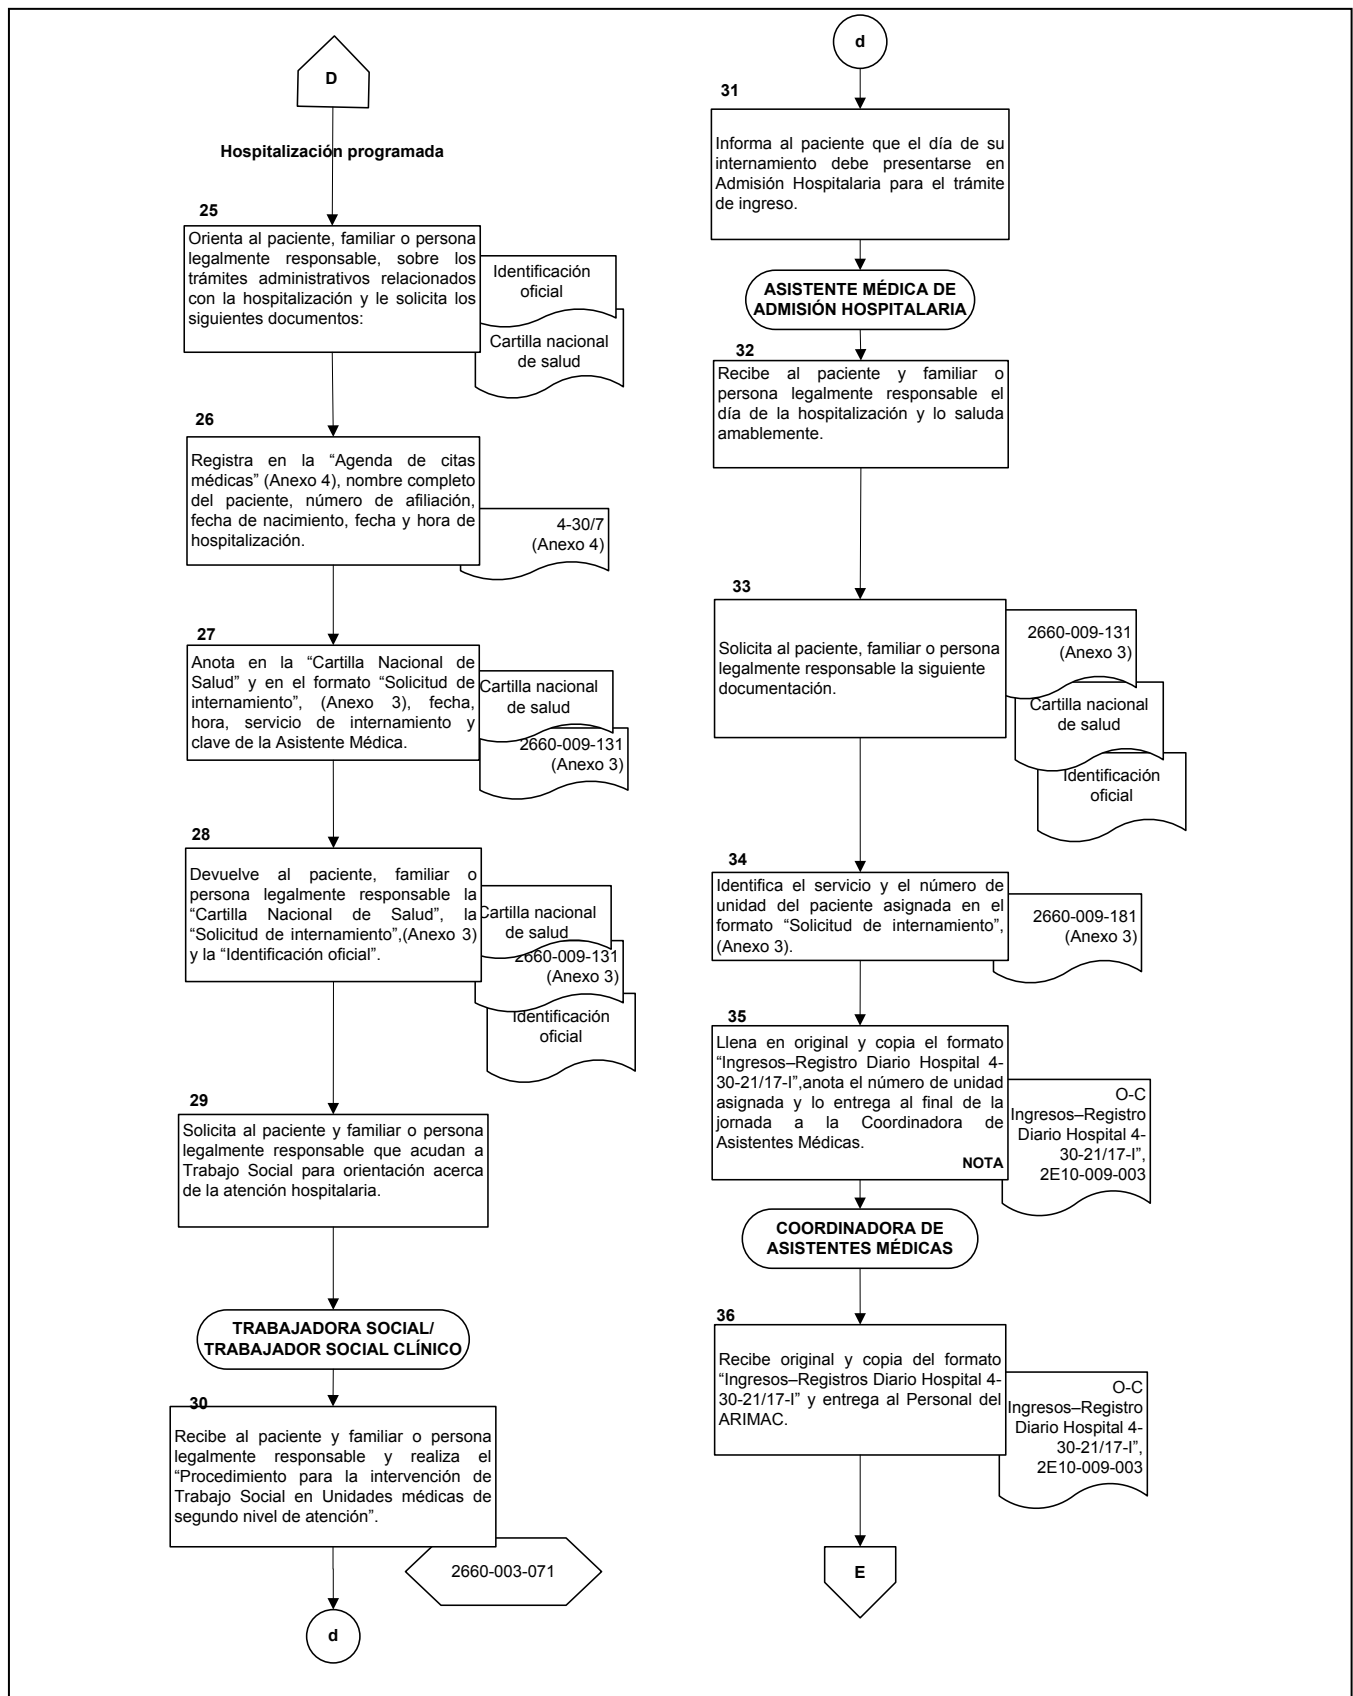 D
Hospitalización programada
25
Orienta al paciente, familiar o persona
legalmente responsable, sobre los
trámites administrativos relacionados
con la hospitalización y le solicita los
siguientes documentos:
Identificación
oficial
Cartilla nacional
de salud
26
Registra en la “Agenda de citas
médicas” (Anexo 4), nombre completo
del paciente, número de afiliación,
fecha de nacimiento, fecha y hora de
hospitalización.
4-30/7
(Anexo 4)
27
Anota en la “Cartilla Nacional de
Salud” y en el formato “Solicitud de
internamiento”, (Anexo 3), fecha,
hora, servicio de internamiento y
clave de la Asistente Médica.
Cartilla nacional
de salud
2660-009-131
(Anexo 3)
28
Devuelve al paciente, familiar o
persona legalmente responsable la
“Cartilla Nacional de Salud”, la
“Solicitud de internamiento”,(Anexo 3)
y la “Identificación oficial”.
Cartilla nacional
de salud
2660-009-131
(Anexo 3)
Identificación
oficial
29
Solicita al paciente y familiar o persona
legalmente responsable que acudan a
Trabajo Social para orientación acerca
de la atención hospitalaria.
TRABAJADORA SOCIAL/
TRABAJADOR SOCIAL CLÍNICO
30
Recibe al paciente y familiar o persona
legalmente responsable y realiza el
“Procedimiento para la intervención de
Trabajo Social en Unidades médicas de
segundo nivel de atención”.
2660-003-071
d
d
31
Informa al paciente que el día de su
internamiento debe presentarse en
Admisión Hospitalaria para el trámite
de ingreso.
ASISTENTE MÉDICA DE
ADMISIÓN HOSPITALARIA
32
Recibe al paciente y familiar o
persona legalmente responsable el
día de la hospitalización y lo saluda
amablemente.
33
Solicita al paciente, familiar o persona
legalmente responsable la siguiente
documentación.
2660-009-131
(Anexo 3)
Cartilla nacional
de salud
Identificación
oficial
34
Identifica el servicio y el número de
unidad del paciente asignada en el
formato “Solicitud de internamiento”,
(Anexo 3).
2660-009-181
(Anexo 3)
35
Llena en original y copia el formato
“Ingresos–Registro Diario Hospital 4-
30-21/17-I”,anota el número de unidad
asignada y lo entrega al final de la
jornada a la Coordinadora de
Asistentes Médicas.
NOTA
O-C
Ingresos–Registro
Diario Hospital 4-
30-21/17-I”,
2E10-009-003
COORDINADORA DE
ASISTENTES MÉDICAS
36
Recibe original y copia del formato
“Ingresos–Registros Diario Hospital 4-
30-21/17-I” y entrega al Personal del
ARIMAC.
O-C
Ingresos–Registro
Diario Hospital 4-
30-21/17-I”,
2E10-009-003
E